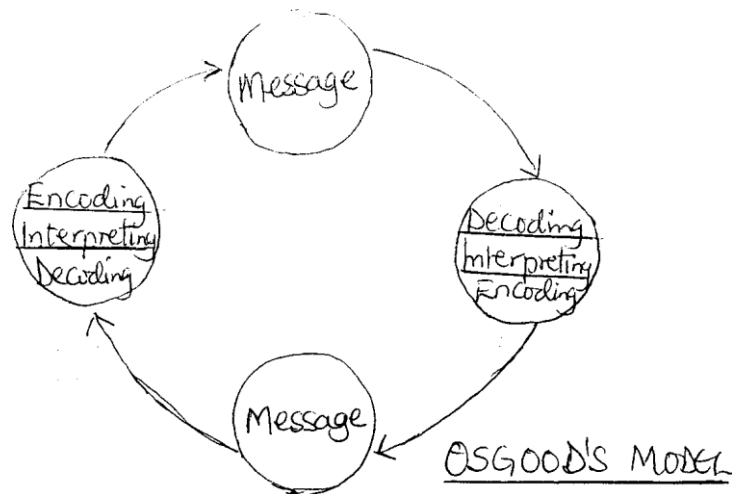 Message
Encoding
Interpreting
Decoding
Decoding
Interpreting
Encoding
Message
OSGOOD'S MODEL